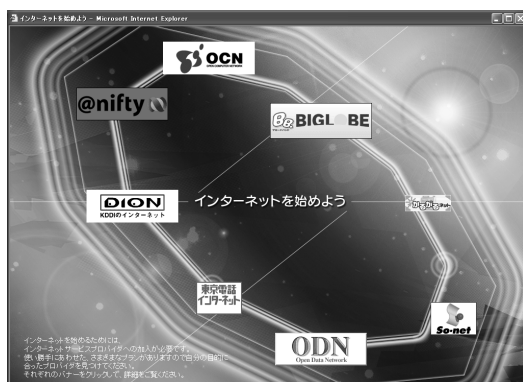 インターネットを始めよう - Microsoft Internet Explorer
OCN
@nifty
BIGLOBE
DION
KDDIのインターネット
インターネットを始めよう
かるがるネット
東京電話
インターネット
So-net
ODN
Open Data Network
インターネットを始めるためには、
インターネットサービスプロバイダへの加入が必要です。
使い勝手にあわせた、さまざまなプランがありますので自分の目的に
合ったプロバイダを見つけてください。
それぞれのバナーをクリックして、詳細をご覧ください。